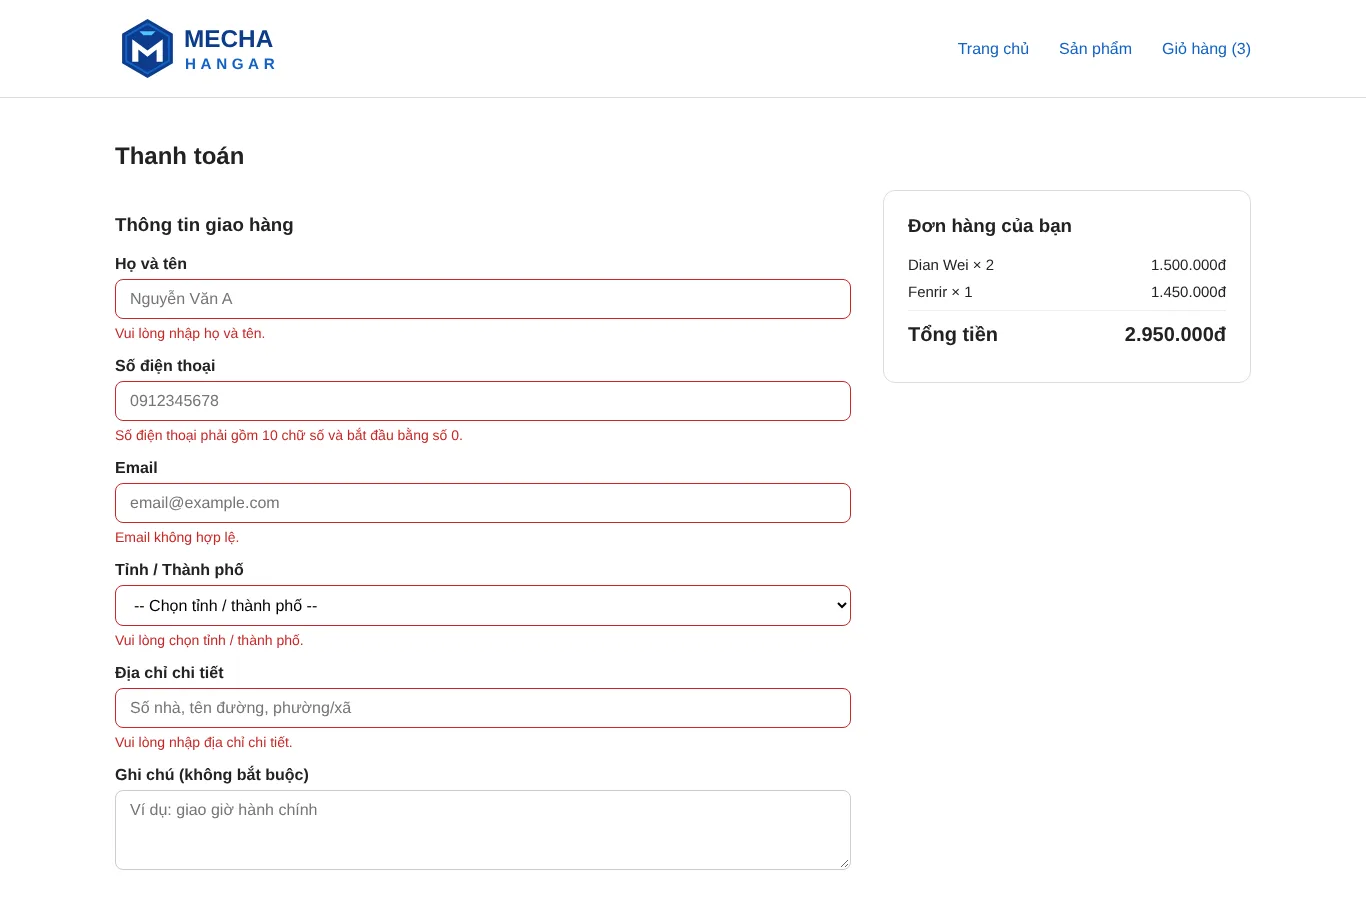 MECHA
HANGAR
Trang chủ Sản phẩm Giỏ hàng (3)
Thanh toán
Thông tin giao hàng
Họ và tên
Nguyễn Văn A
Vui lòng nhập họ và tên.
Số điện thoại
0912345678
Số điện thoại phải gồm 10 chữ số và bắt đầu bằng số 0.
Email
email@example.com
Email không hợp lệ.
Tỉnh / Thành phố
-- Chọn tỉnh / thành phố --
Vui lòng chọn tỉnh / thành phố.
Địa chỉ chi tiết
Số nhà, tên đường, phường/xã
Vui lòng nhập địa chỉ chi tiết.
Ghi chú (không bắt buộc)
Ví dụ: giao giờ hành chính
Đơn hàng của bạn
Dian Wei × 2 1.500.000đ
Fenrir × 1 1.450.000đ
Tổng tiền 2.950.000đ